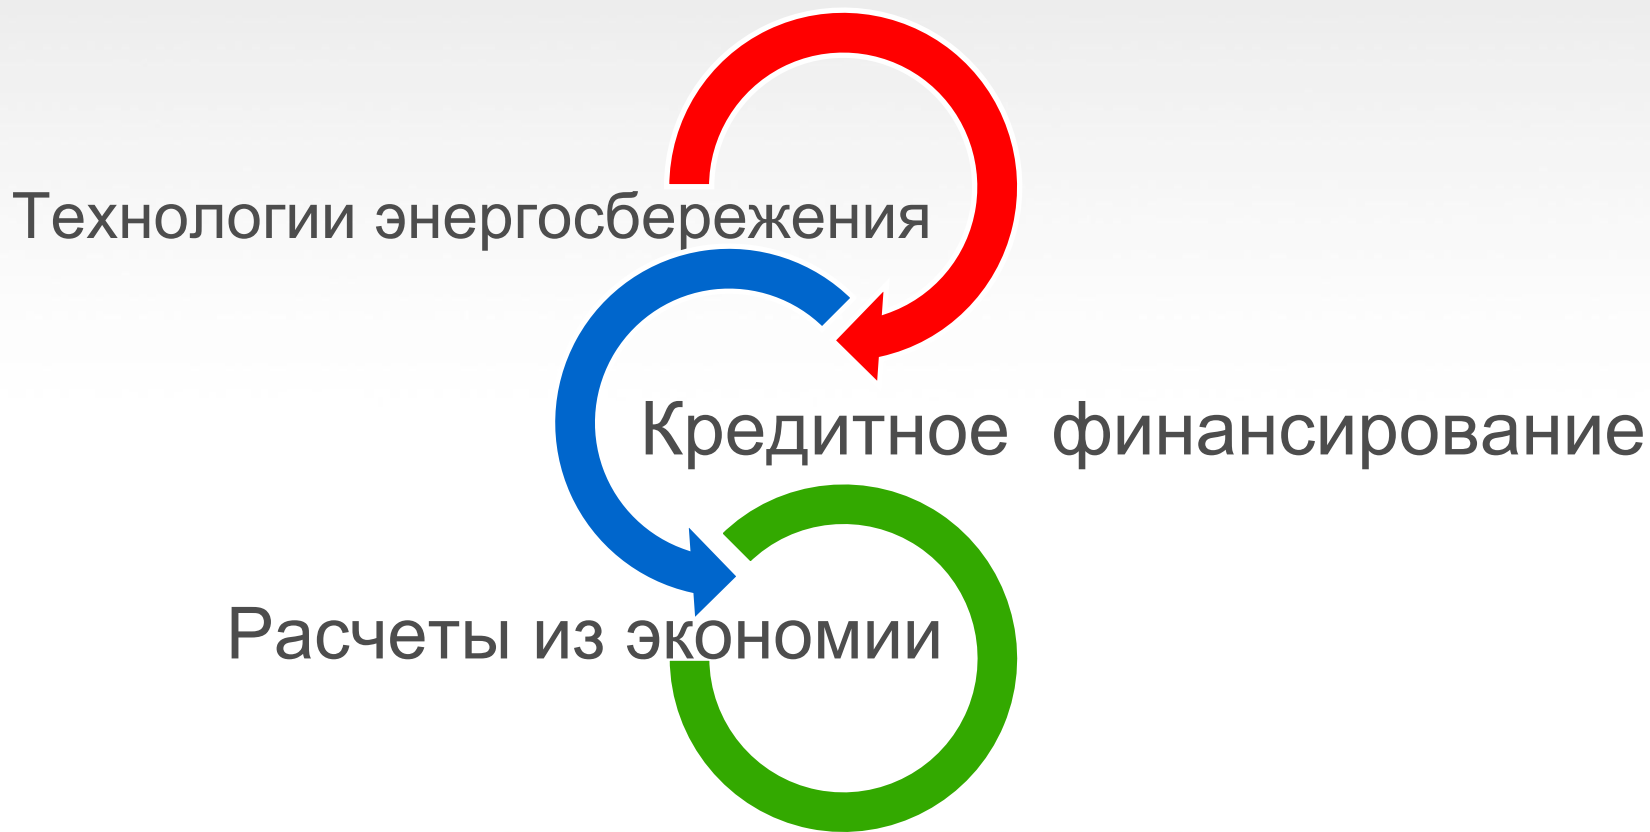 Технологии энергосбережения
Кредитное финансирование
Расчеты из экономии